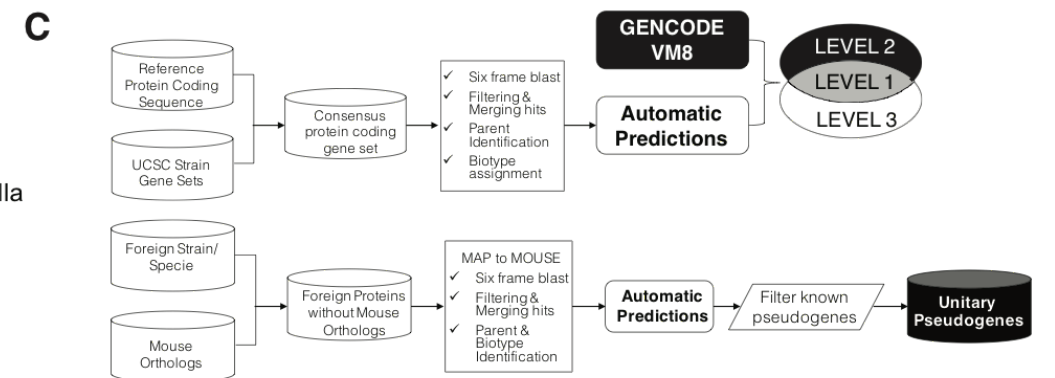 C
Reference
Protein Coding
Sequence
UCSC Strain
Gene Sets
Consensus
protein coding
gene set
✓ Six frame blast
✓ Filtering &
Merging hits
✓ Parent
Identification
✓ Biotype
assignment
GENCODE
VM8
Automatic
Predictions
LEVEL 2
LEVEL 1
LEVEL 3
lla
Foreign Strain/
Specie
Mouse
Orthologs
Foreign Proteins
without Mouse
Orthologs
MAP to MOUSE
✓ Six frame blast
✓ Filtering &
Merging hits
✓ Parent &
Biotype
Identification
Automatic
Predictions
Filter known
pseudogenes
Unitary
Pseudogenes